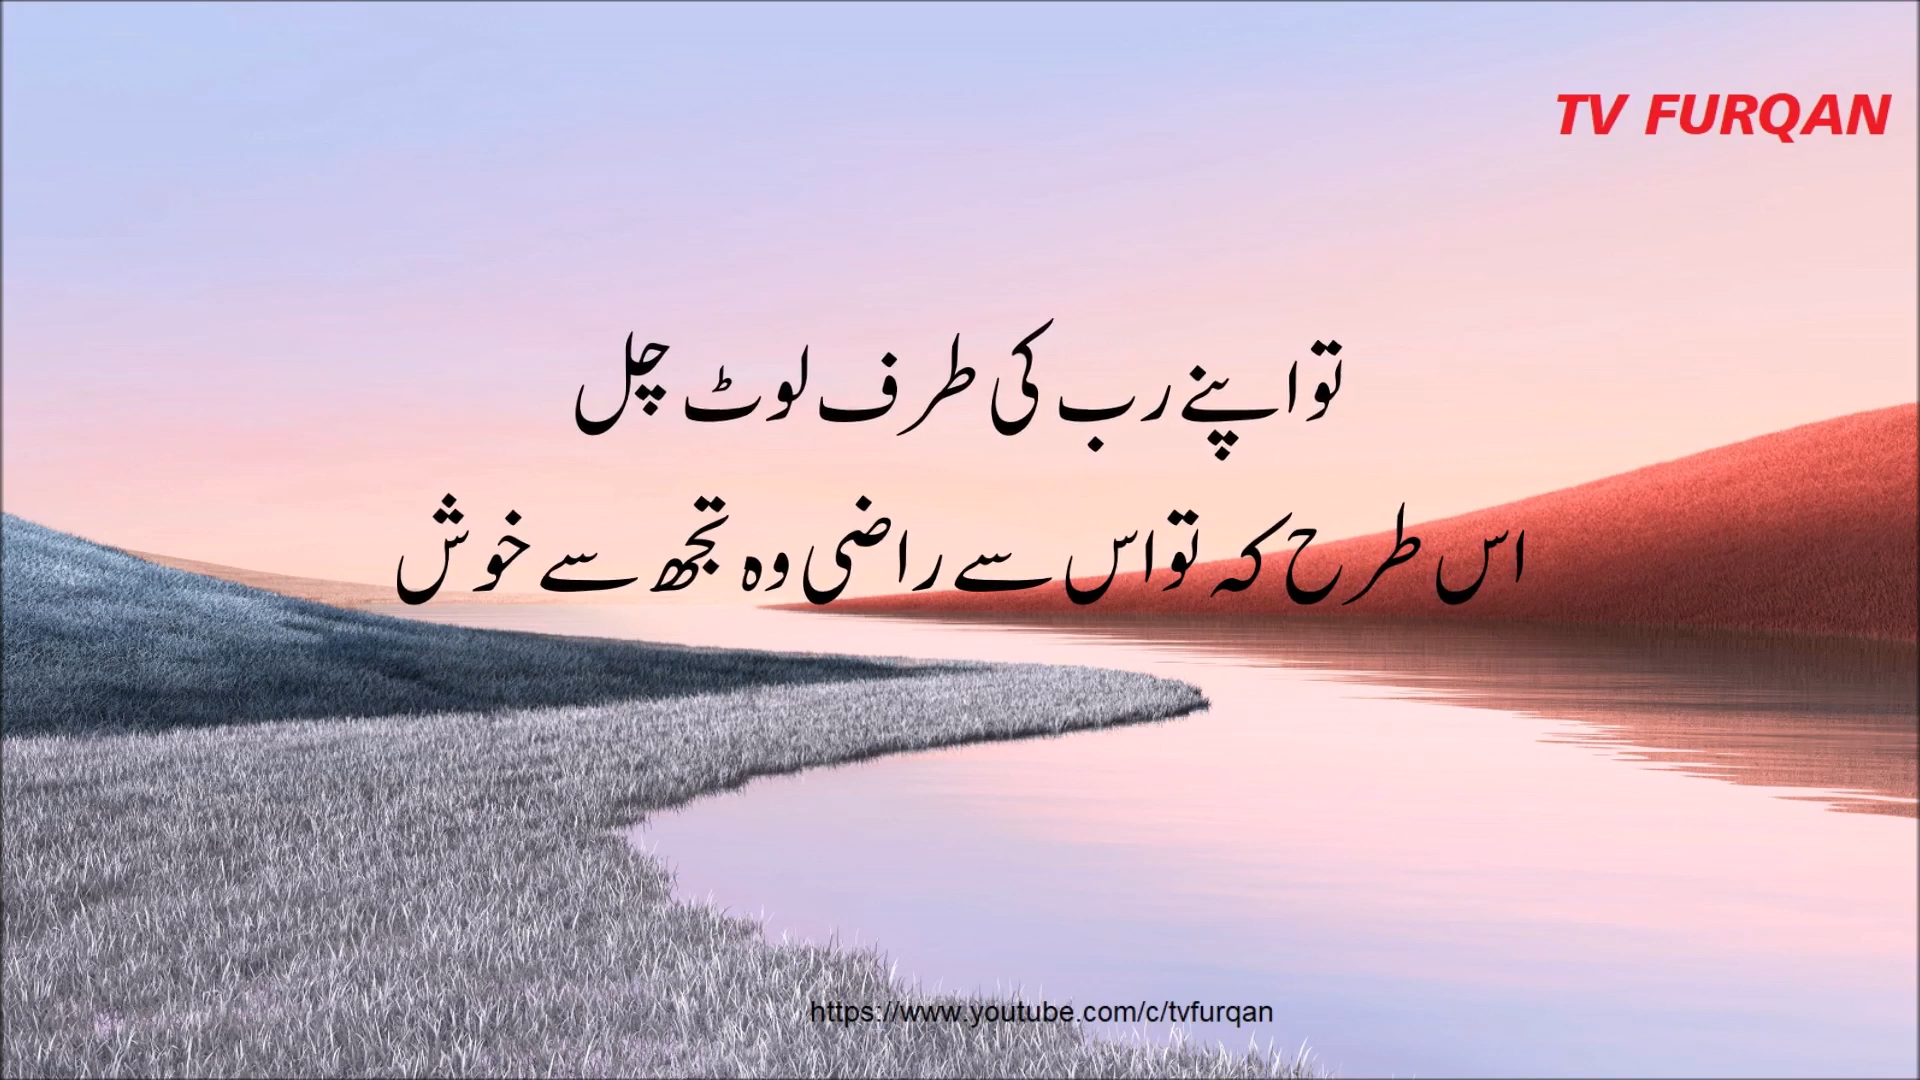 TV FURQAN
تو اپنے رب کی طرف لوٹ چل
اس طرح کہ تو اس سے راضی وہ تجھ سے خوش
https://www.youtube.com/c/tvfurqan